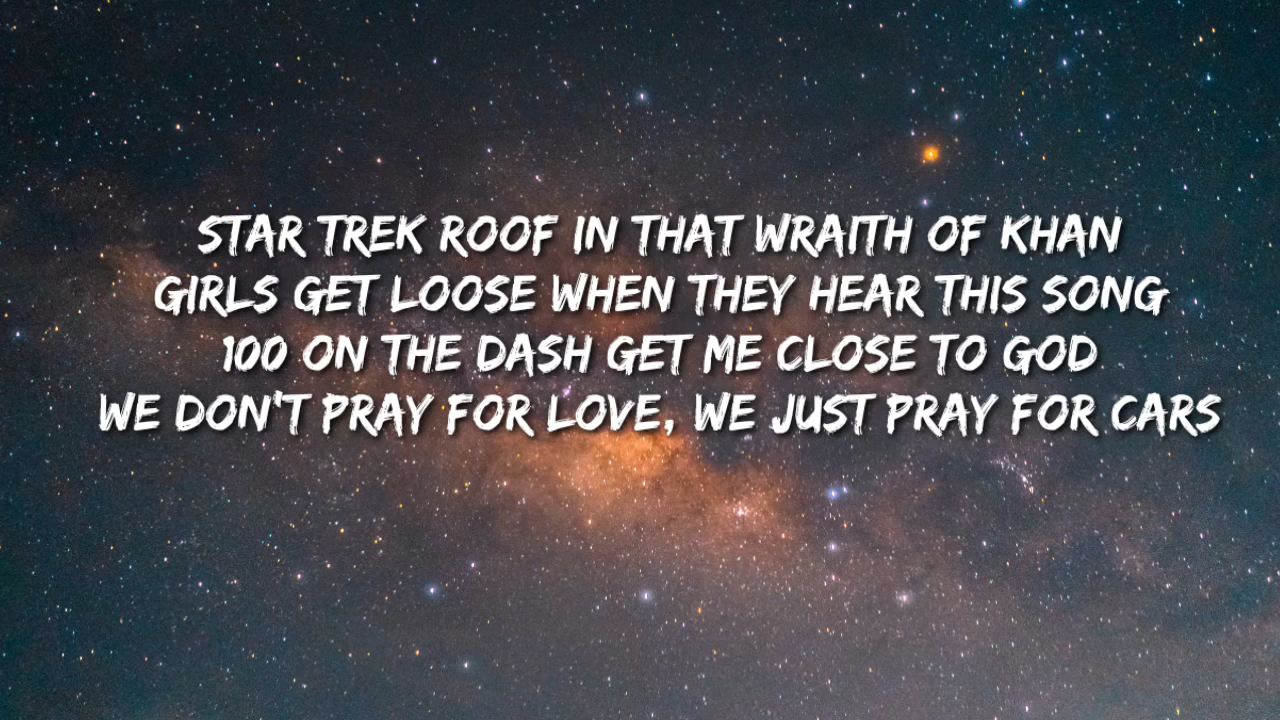 STAR TREK ROOF IN THAT WRAITH OF KHAN
GIRLS GET LOOSE WHEN THEY HEAR THIS SONG
100 ON THE DASH GET ME CLOSE TO GOD
WE DON'T PRAY FOR LOVE, WE JUST PRAY FOR CARS